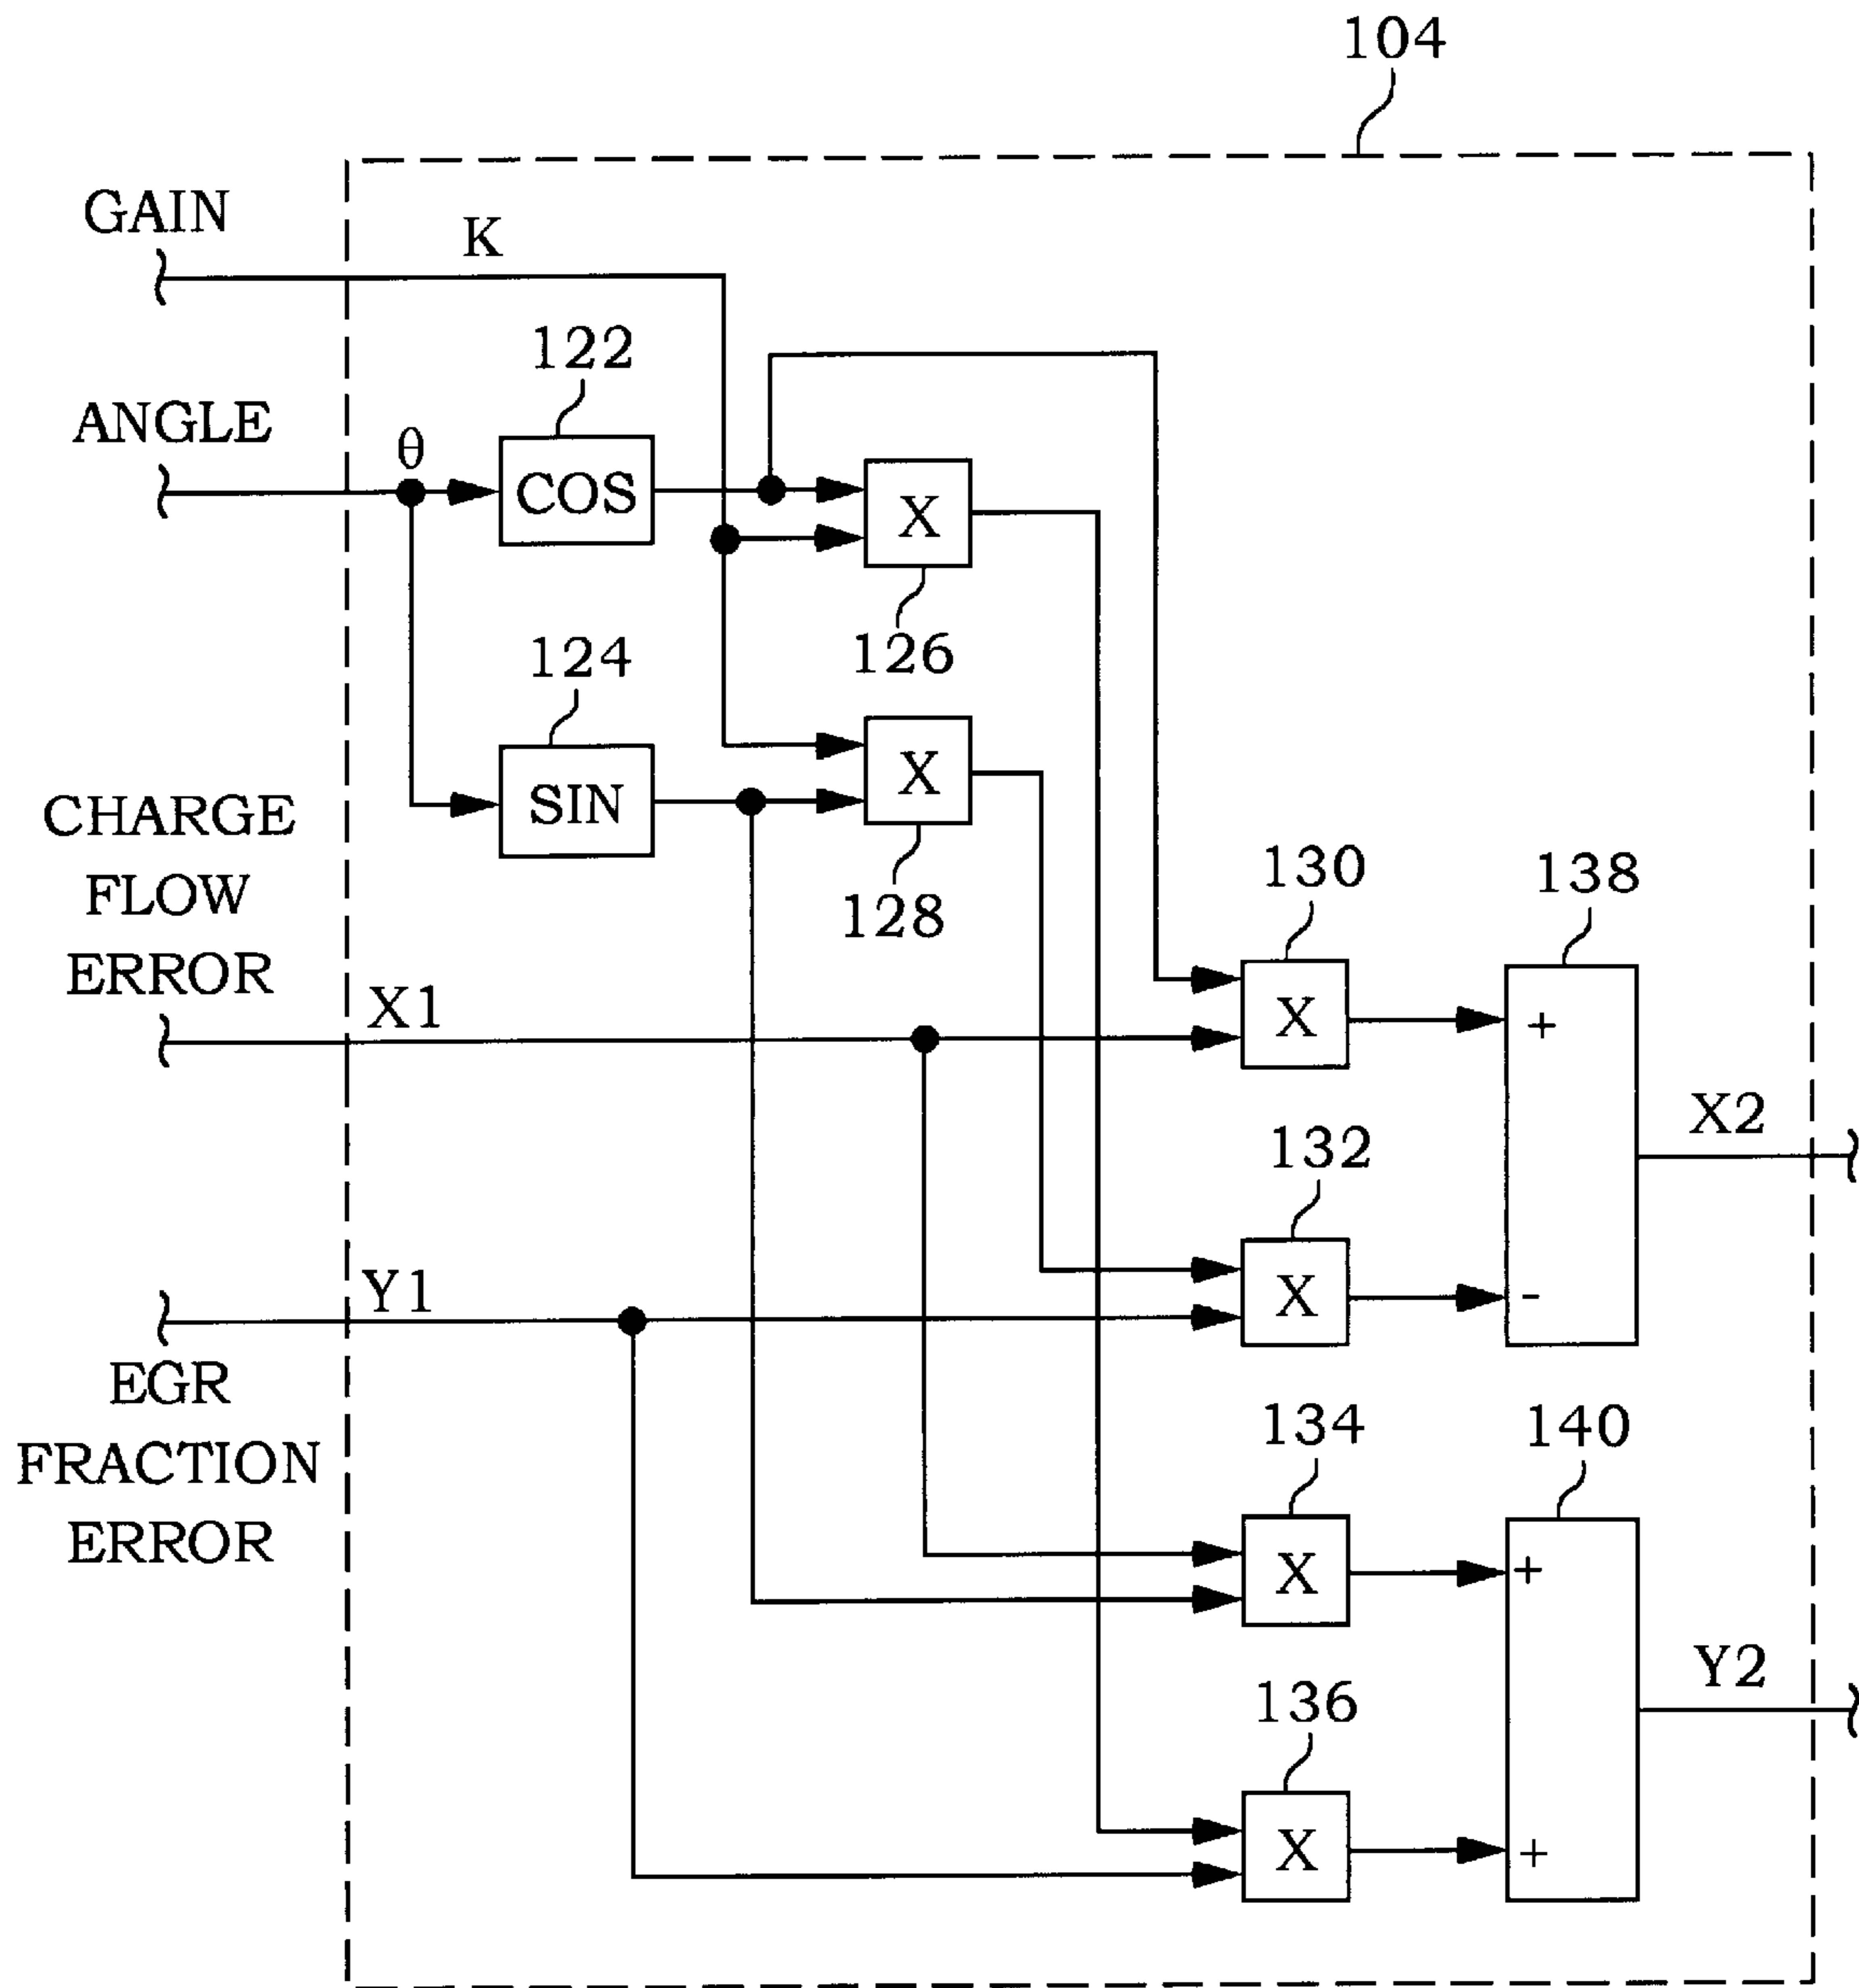 104
GAIN
K
122
ANGLE
θ
COS
X
126
124
SIN
X
128
CHARGE
FLOW
ERROR
X1
130
X
138
+
-
X2
132
X
Y1
EGR
FRACTION
ERROR
134
X
140
+
+
Y2
136
X